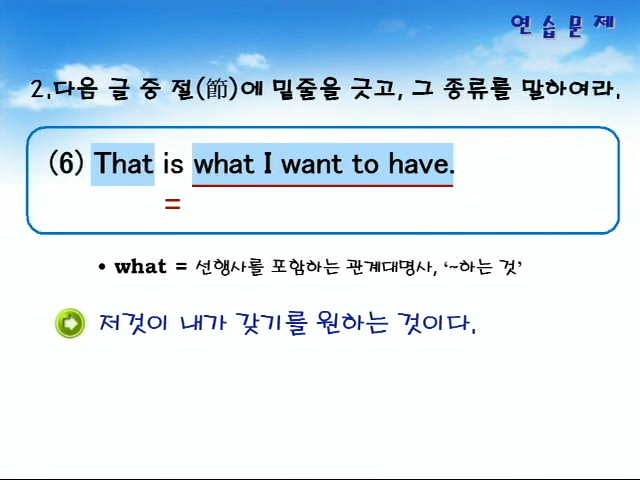 연습문제
2.다음 글 중 절(節)에 밑줄을 긋고, 그 종류를 말하여라.
(6) That is what I want to have.
=
• what = 선행사를 포함하는 관계대명사, ‘~하는 것’
저것이 내가 갖기를 원하는 것이다.